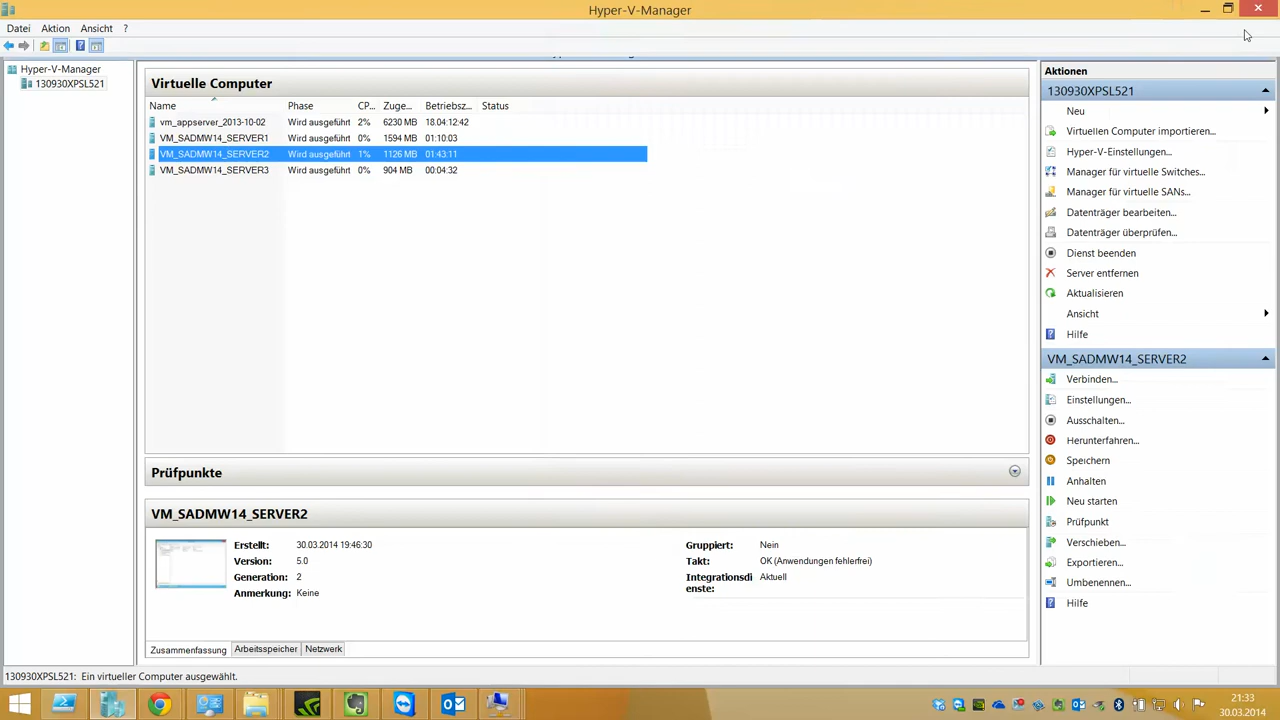 Hyper-V-Manager
Datei Aktion Ansicht ?
Hyper-V-Manager
130930XPSL521
Virtuelle Computer
Name Phase CP... Zuge... Betriebsz... Status
vm_appserver_2013-10-02 Wird ausgeführt 2% 6230 MB 18.04:12:42
VM_SADMW14_SERVER1 Wird ausgeführt 0% 1594 MB 01:10:03
VM_SADMW14_SERVER2 Wird ausgeführt 1% 1126 MB 01:43:11
VM_SADMW14_SERVER3 Wird ausgeführt 0% 904 MB 00:04:32
Prüfpunkte
VM_SADMW14_SERVER2
Erstellt: 30.03.2014 19:46:30
Version: 5.0
Generation: 2
Anmerkung: Keine
Gruppiert: Nein
Takt: OK (Anwendungen fehlerfrei)
Integrationsdi Aktuell
enste:
Zusammenfassung Arbeitsspeicher Netzwerk
Aktionen
130930XPSL521
Neu
Virtuellen Computer importieren...
Hyper-V-Einstellungen...
Manager für virtuelle Switches...
Manager für virtuelle SANs...
Datenträger bearbeiten...
Datenträger überprüfen...
Dienst beenden
Server entfernen
Aktualisieren
Ansicht
Hilfe
VM_SADMW14_SERVER2
Verbinden...
Einstellungen...
Ausschalten...
Herunterfahren...
Speichern
Anhalten
Neu starten
Prüfpunkt
Verschieben...
Exportieren...
Umbenennen...
Hilfe
130930XPSL521: Ein virtueller Computer ausgewählt.
21:33
30.03.2014